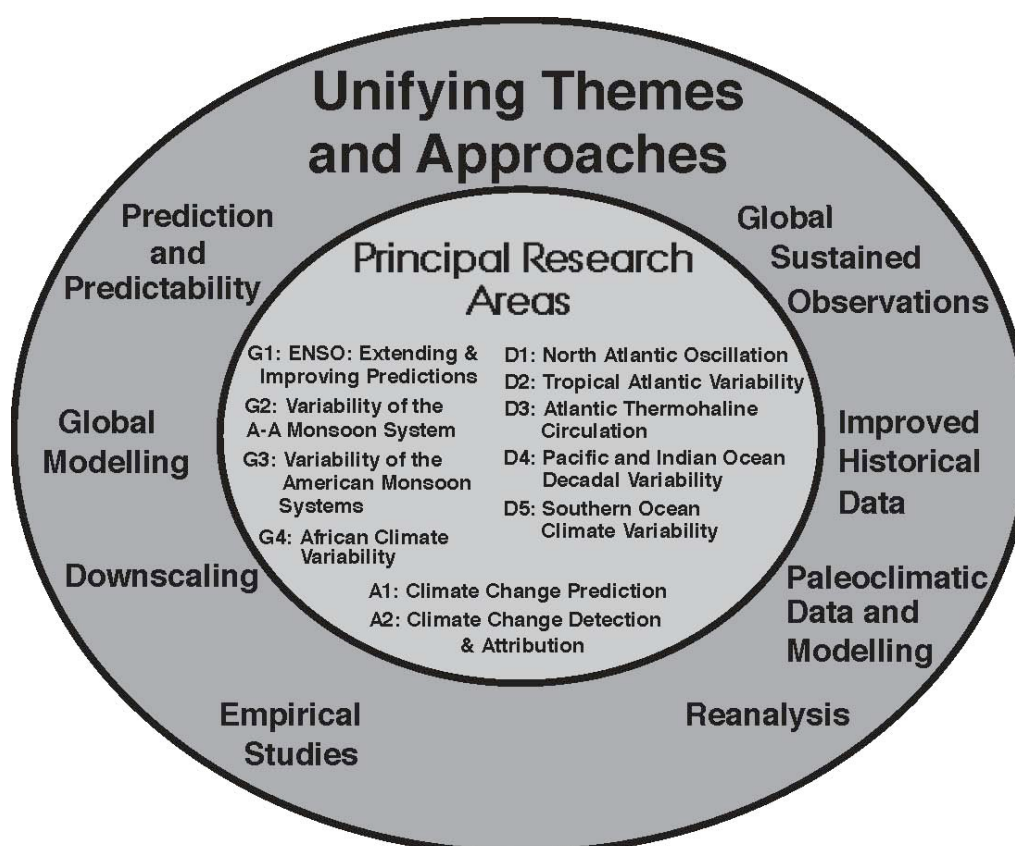 Unifying Themes
and Approaches
Prediction
and
Predictability
Global
Modelling
Downscaling
Empirical
Studies
Global
Sustained
Observations
Improved
Historical
Data
Paleoclimatic
Data and
Modelling
Reanalysis
Principal Research
Areas
G1: ENSO: Extending &
Improving Predictions
G2: Variability of the
A-A Monsoon System
G3: Variability of the
American Monsoon
Systems
G4: African Climate
Variability
D1: North Atlantic Oscillation
D2: Tropical Atlantic Variability
D3: Atlantic Thermohaline
Circulation
D4: Pacific and Indian Ocean
Decadal Variability
D5: Southern Ocean
Climate Variability
A1: Climate Change Prediction
A2: Climate Change Detection
& Attribution